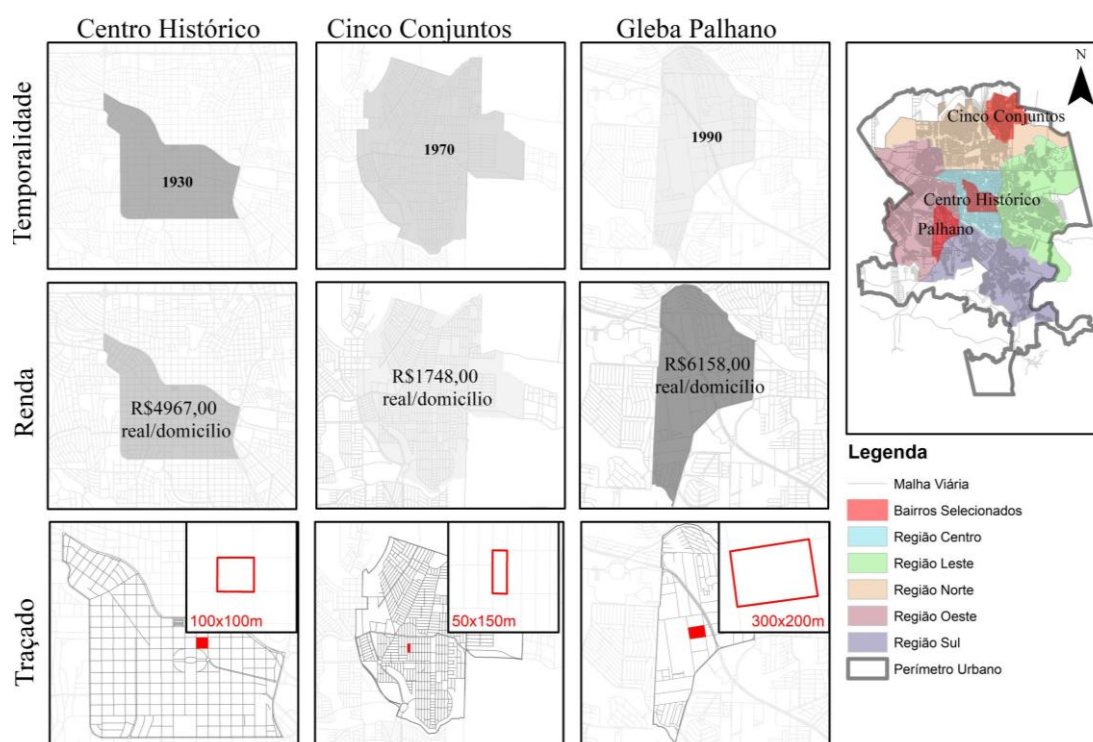 Centro Histórico
Cinco Conjuntos
Gleba Palhano
Temporalidade
1930
1970
1990
Renda
R$4967,00
real/domicílio
R$1748,00
real/domicílio
R$6158,00
real/domicílio
Traçado
100x100m
50x150m
300x200m
N
Cinco Conjuntos
Centro Histórico
Palhano
Legenda
Malha Viária
Bairros Selecionados
Região Centro
Região Leste
Região Norte
Região Oeste
Região Sul
Perímetro Urbano